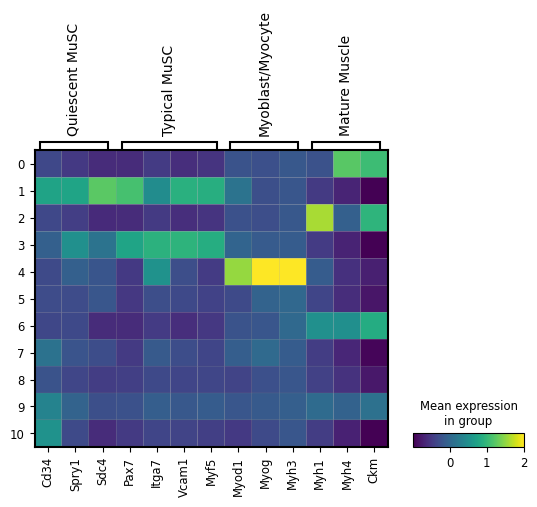 Quiescent MuSC
Typical MuSC
Myoblast/Myocyte
Mature Muscle
0
1
2
3
4
5
6
7
8
9
10
Cd34
Spry1
Sdc4
Pax7
Itga7
Vcam1
Myf5
Myod1
Myog
Myh3
Myh1
Myh4
Ckm
Mean expression
in group
0 1 2